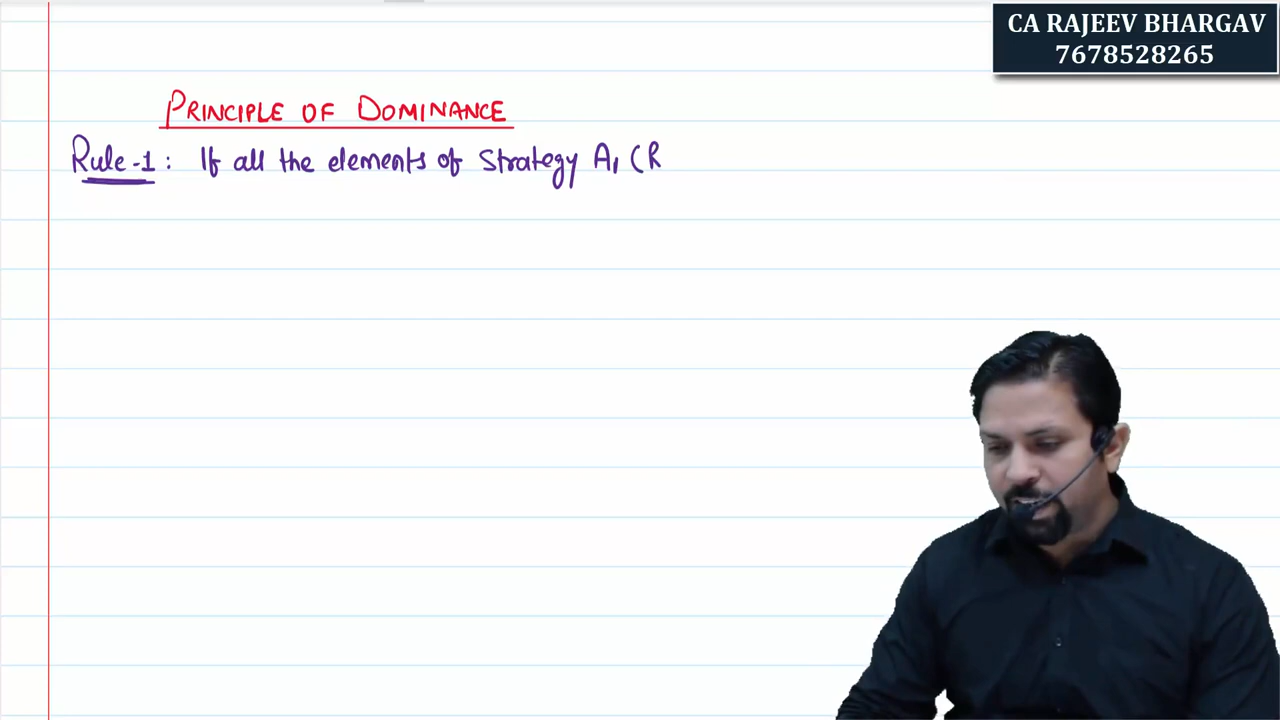 CA RAJEEV BHARGAV
7678528265
PRINCIPLE OF DOMINANCE
Rule-1: If all the elements of Strategy A₁ (R